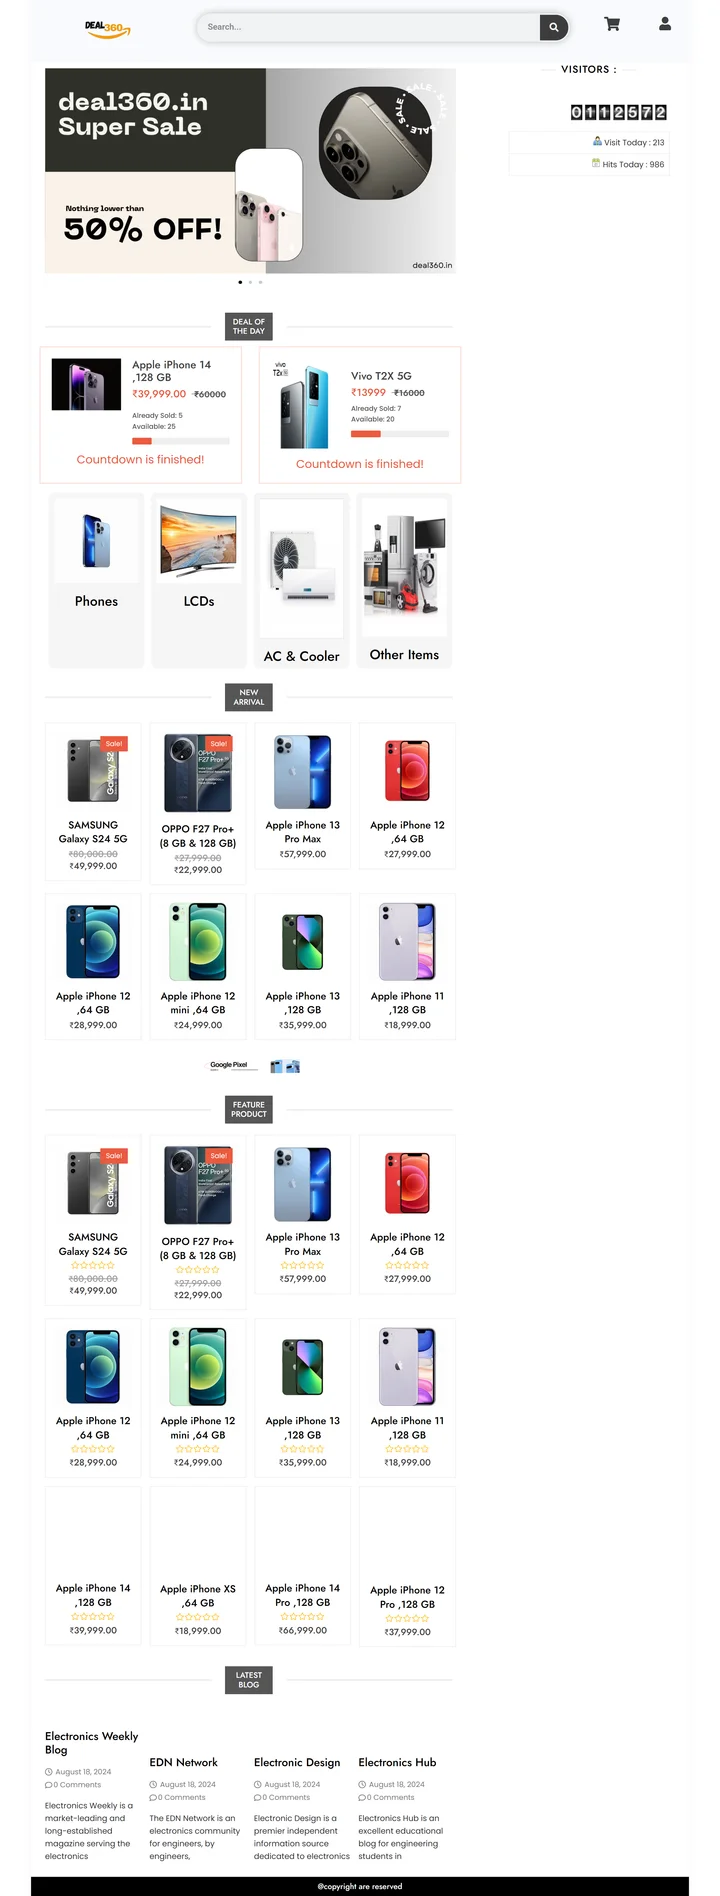 DEAL360
Search...
VISITORS :
0112572
Visit Today : 213
Hits Today : 986
deal360.in
Super Sale
SALE • SALE • SALE • SALE
Nothing lower than
50% OFF!
deal360.in
DEAL OF
THE DAY
Apple iPhone 14
,128 GB
₹39,999.00 ₹60000
Already Sold: 5
Available: 25
Countdown is finished!
vivo
T2x
Vivo T2X 5G
₹13999 ₹16000
Already Sold: 7
Available: 20
Countdown is finished!
Phones
LCDs
AC & Cooler
Other Items
NEW
ARRIVAL
Sale!
Galaxy S2
SAMSUNG
Galaxy S24 5G
₹80,000.00
₹49,999.00
Sale!
OPPO
F27 Pro+
OPPO F27 Pro+
(8 GB & 128 GB)
₹27,999.00
₹22,999.00
Apple iPhone 13
Pro Max
₹57,999.00
Apple iPhone 12
,64 GB
₹27,999.00
Apple iPhone 12
,64 GB
₹28,999.00
Apple iPhone 12
mini ,64 GB
₹24,999.00
Apple iPhone 13
,128 GB
₹35,999.00
Apple iPhone 11
,128 GB
₹18,999.00
Google Pixel
FEATURE
PRODUCT
Sale!
Galaxy S2
SAMSUNG
Galaxy S24 5G
₹80,000.00
₹49,999.00
Sale!
OPPO
F27 Pro+
OPPO F27 Pro+
(8 GB & 128 GB)
₹27,999.00
₹22,999.00
Apple iPhone 13
Pro Max
₹57,999.00
Apple iPhone 12
,64 GB
₹27,999.00
Apple iPhone 12
,64 GB
₹28,999.00
Apple iPhone 12
mini ,64 GB
₹24,999.00
Apple iPhone 13
,128 GB
₹35,999.00
Apple iPhone 11
,128 GB
₹18,999.00
Apple iPhone 14
,128 GB
₹39,999.00
Apple iPhone XS
,64 GB
₹18,999.00
Apple iPhone 14
Pro ,128 GB
₹66,999.00
Apple iPhone 12
Pro ,128 GB
₹37,999.00
LATEST
BLOG
Electronics Weekly
Blog
August 18, 2024
0 Comments
Electronics Weekly is a
market-leading and
long-established
magazine serving the
electronics
EDN Network
August 18, 2024
0 Comments
The EDN Network is an
electronics community
for engineers, by
engineers,
Electronic Design
August 18, 2024
0 Comments
Electronic Design is a
premier independent
information source
dedicated to electronics
Electronics Hub
August 18, 2024
0 Comments
Electronics Hub is an
excellent educational
blog for engineering
students in
@copyright are reserved